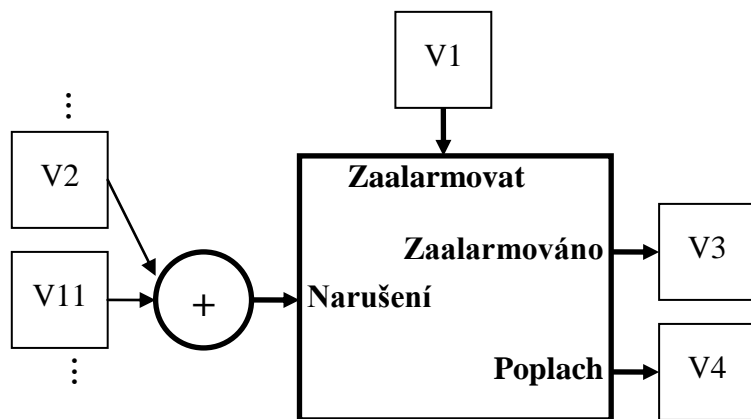 V1
⋮
V2
Zaalarmovat
Zaalarmováno
V3
V11
+
Narušení
⋮
Poplach
V4